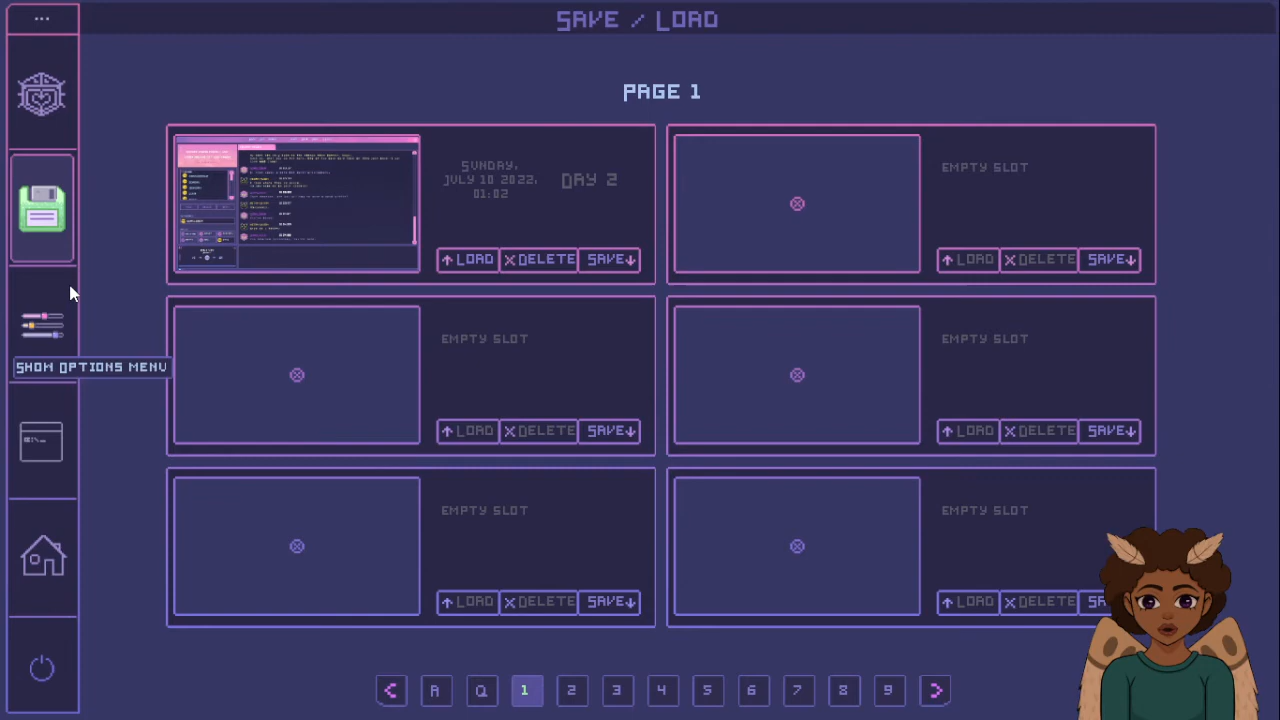 ...
SAVE / LOAD
PAGE 1
SUNDAY,
JULY 10 2022,
01:02
DAY 2
LOAD
DELETE
SAVE
EMPTY SLOT
LOAD
DELETE
SAVE
SHOW OPTIONS MENU
EMPTY SLOT
LOAD
DELETE
SAVE
EMPTY SLOT
LOAD
DELETE
SAVE
EMPTY SLOT
LOAD
DELETE
SAVE
EMPTY SLOT
LOAD
DELETE
< A Q 1 2 3 4 5 6 7 8 9 >